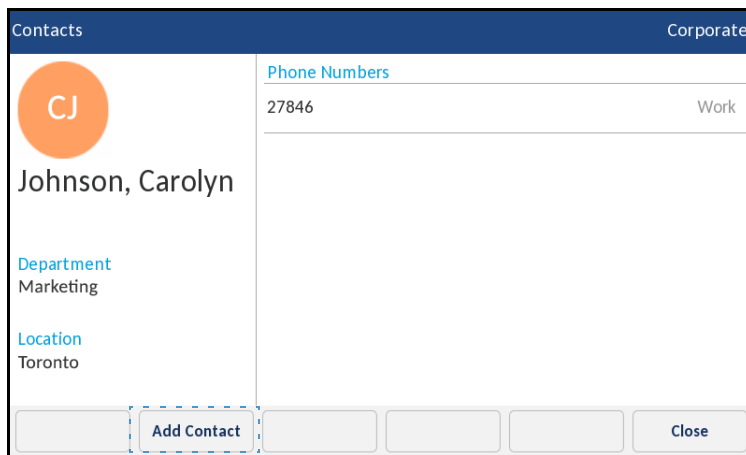 Contacts
Corporate
CJ
Johnson, Carolyn
Department
Marketing
Location
Toronto
Phone Numbers
27846
Work
Add Contact
Close